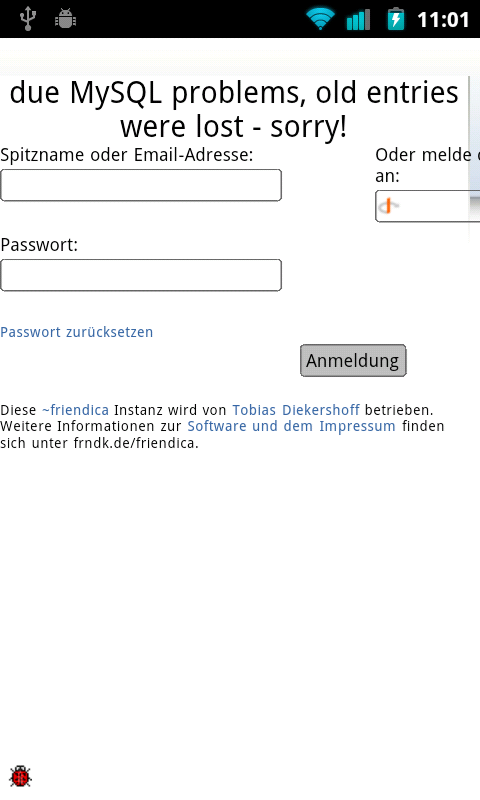 11:01
due MySQL problems, old entries
were lost - sorry!
Spitzname oder Email-Adresse:
Oder melde
an:
Passwort:
Passwort zurücksetzen
Anmeldung
Diese ~friendica Instanz wird von Tobias Diekershoff betrieben.
Weitere Informationen zur Software und dem Impressum finden
sich unter frndk.de/friendica.